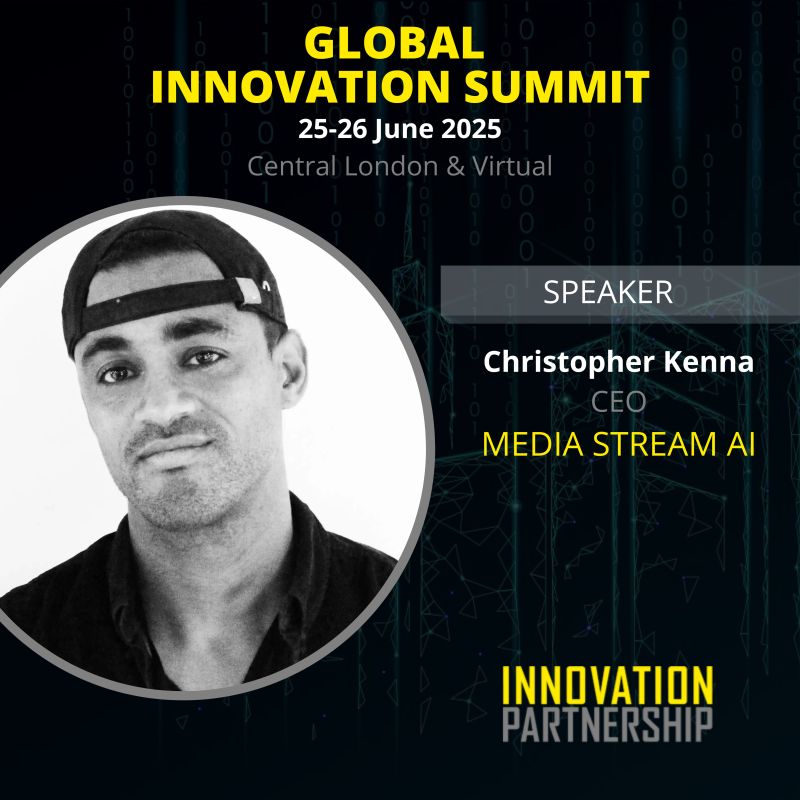 GLOBAL
INNOVATION SUMMIT
25-26 June 2025
Central London & Virtual
SPEAKER
Christopher Kenna
CEO
MEDIA STREAM AI
INNOVATION
PARTNERSHIP